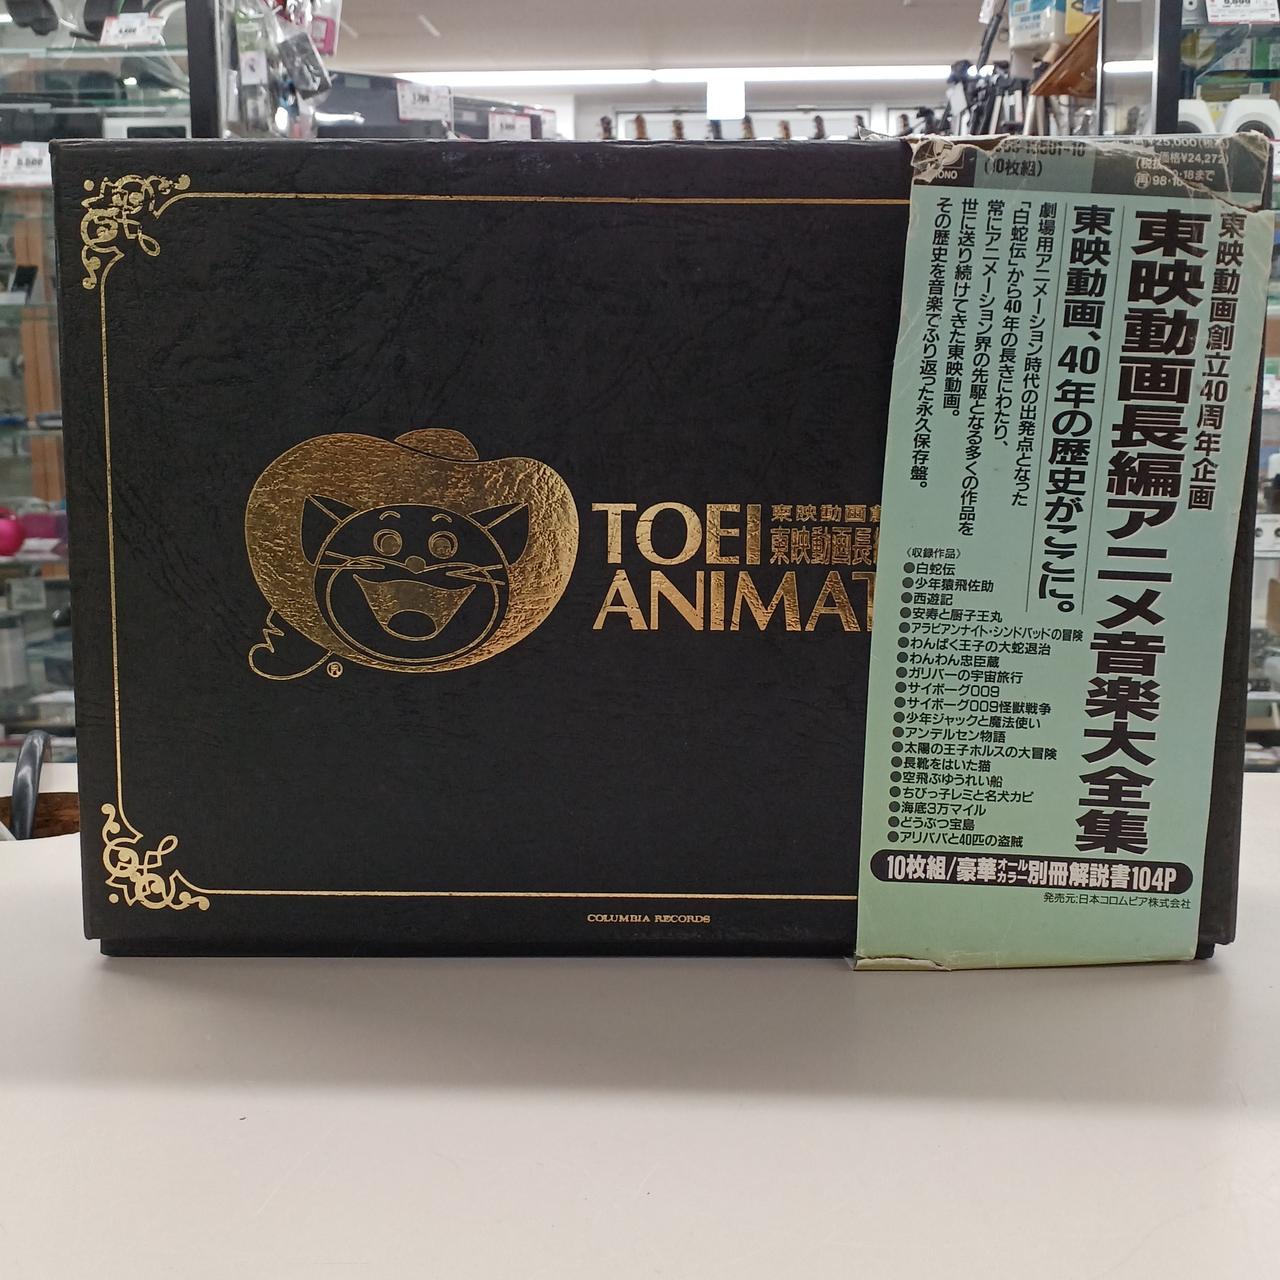 TOEI
ANIMAT
東映動画創
東映動画長編
COLUMBIA RECORDS
MONO
(10枚組)
¥25,000
価格¥24,272
再98・10
・18まで
東映動画創立40周年企画
東映動画長編アニメ音楽大全集
東映動画、40年の歴史がここに。
劇場用アニメーション時代の出発点となった
「白蛇伝」から40年の長きにわたり、
常にアニメーション界の先駆となる多くの作品を
世に送り続けてきた東映動画。
その歴史を音楽でふり返った永久保存盤。
《収録作品》
●白蛇伝
●少年猿飛佐助
●西遊記
●安寿と厨子王丸
●アラビアンナイト・シンドバッドの冒険
●わんぱく王子の大蛇退治
●わんわん忠臣蔵
●ガリバーの宇宙旅行
●サイボーグ009
●サイボーグ009怪獣戦争
●少年ジャックと魔法使い
●アンデルセン物語
●太陽の王子ホルスの大冒険
●長靴をはいた猫
●空飛ぶゆうれい船
●ちびっ子レミと名犬カピ
●海底3万マイル
●どうぶつ宝島
●アリババと40匹の盗賊
10枚組/豪華オールカラー別冊解説書104P
発売元:日本コロムビア株式会社